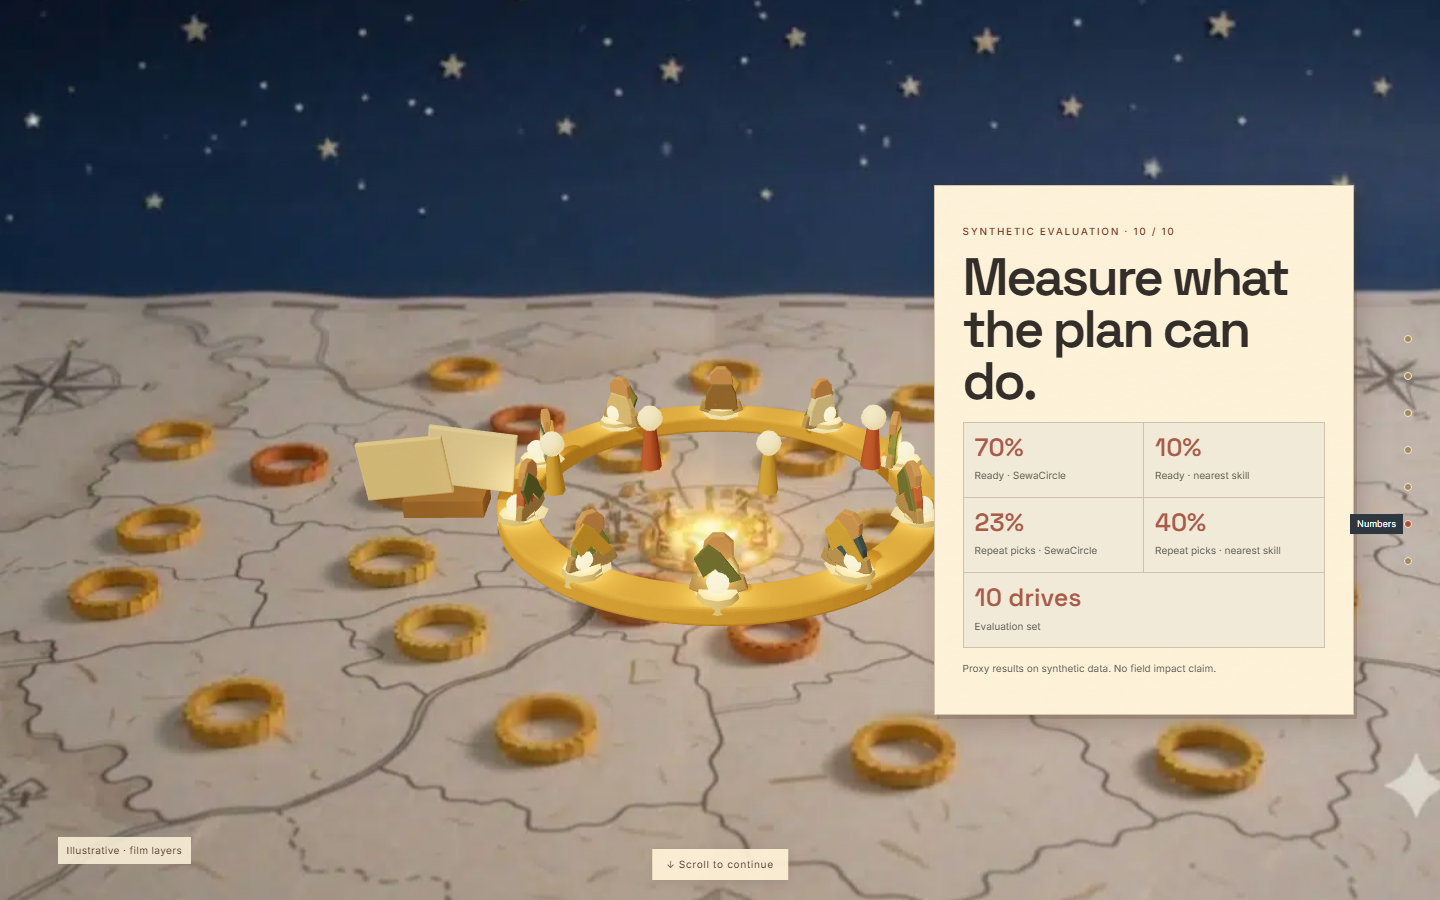 SYNTHETIC EVALUATION · 10 / 10
Measure what
the plan can
do.
70%
Ready · SewaCircle
10%
Ready · nearest skill
23%
Repeat picks · SewaCircle
40%
Repeat picks · nearest skill
10 drives
Evaluation set
Proxy results on synthetic data. No field impact claim.
Numbers
Illustrative · film layers
↓ Scroll to continue